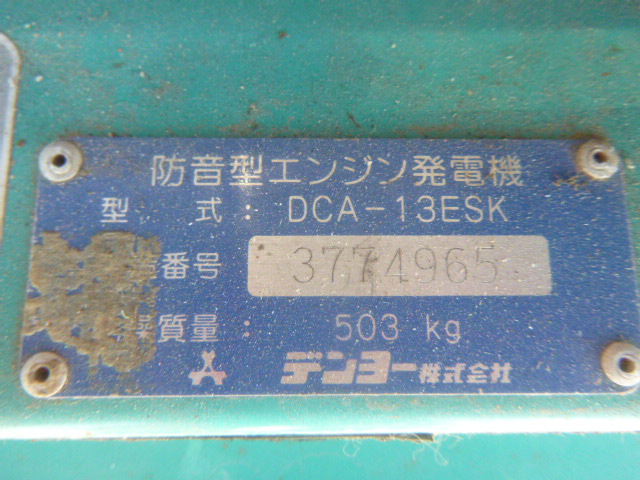 防音型エンジン発電機
型 式 : DCA-13ESK
番号 3774965
質量 : 503 kg
デンヨー株式会社